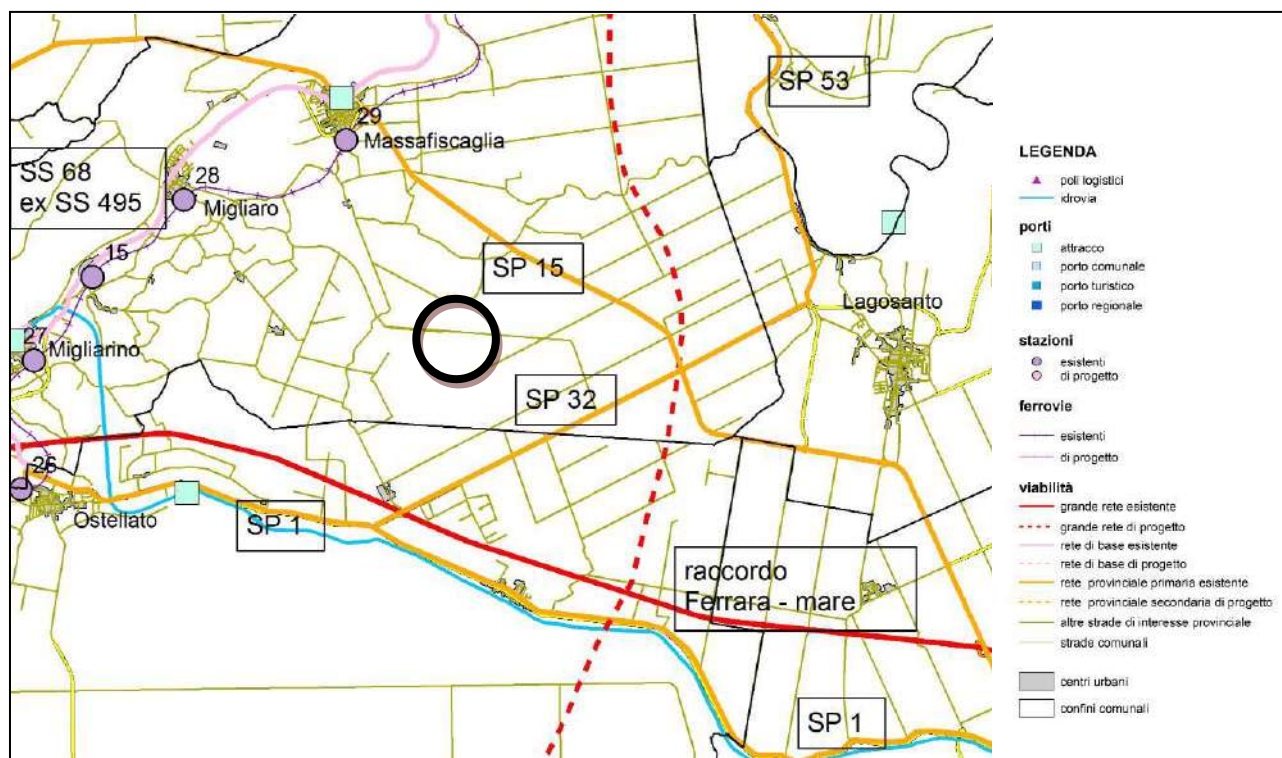 SP 53
29
Massafiscaglia
SS 68
ex SS 495
28
Migliaro
15
SP 15
Lagosanto
27
Migliarino
SP 32
26
Ostellato
SP 1
raccordo
Ferrara - mare
SP 1
LEGENDA
poli logistici
idrovia
porti
attracco
porto comunale
porto turistico
porto regionale
stazioni
esistenti
di progetto
ferrovie
esistenti
di progetto
viabilità
grande rete esistente
grande rete di progetto
rete di base esistente
rete di base di progetto
rete provinciale primaria esistente
rete provinciale secondaria di progetto
altre strade di interesse provinciale
strade comunali
centri urbani
confini comunali